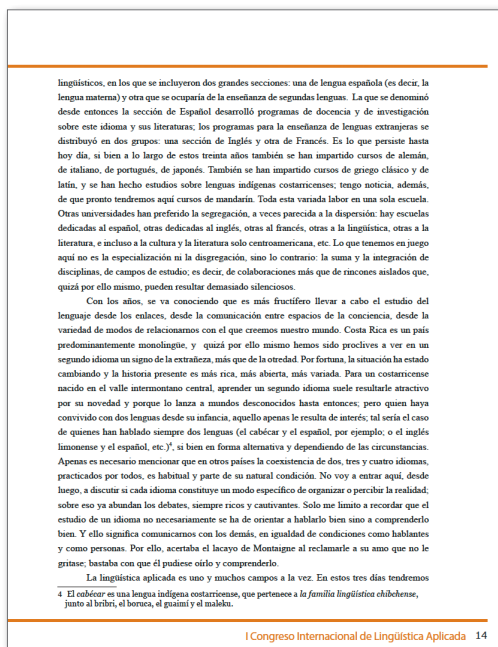 lingüísticos, en los que se incluyeron dos grandes secciones: una de lengua española (es decir, la
lengua materna) y otra que se ocuparía de la enseñanza de segundas lenguas. La que se denominó
desde entonces la sección de Español desarrolló programas de docencia y de investigación
sobre este idioma y sus literaturas; los programas para la enseñanza de lenguas extranjeras se
distribuyó en dos grupos: una sección de Inglés y otra de Francés. Es lo que persiste hasta
hoy día, si bien a lo largo de estos treinta años también se han impartido cursos de alemán,
de italiano, de portugués, de japonés. También se han impartido cursos de griego clásico y de
latín, y se han hecho estudios sobre lenguas indígenas costarricenses; tengo noticia, además,
de que pronto tendremos aquí cursos de mandarín. Toda esta variada labor en una sola escuela.
Otras universidades han preferido la segregación, a veces parecida a la dispersión: hay escuelas
dedicadas al español, otras dedicadas al inglés, otras al francés, otras a la lingüística, otras a la
literatura, e incluso a la cultura y la literatura solo centroamericana, etc. Lo que tenemos en juego
aquí no es la especialización ni la disgregación, sino lo contrario: la suma y la integración de
disciplinas, de campos de estudio; es decir, de colaboraciones más que de rincones aislados que,
quizá por ello mismo, pueden resultar demasiado silenciosos.
Con los años, se va conociendo que es más fructífero llevar a cabo el estudio del
lenguaje desde los enlaces, desde la comunicación entre espacios de la conciencia, desde la
variedad de modos de relacionarnos con el que creemos nuestro mundo. Costa Rica es un país
predominantemente monolingüe, y quizá por ello mismo hemos sido proclives a ver en un
segundo idioma un signo de la extrañeza, más que de la otredad. Por fortuna, la situación ha estado
cambiando y la historia presente es más rica, más abierta, más variada. Para un costarricense
nacido en el valle intermontano central, aprender un segundo idioma suele resultarle atractivo
por su novedad y porque lo lanza a mundos desconocidos hasta entonces; pero quien haya
convivido con dos lenguas desde su infancia, aquello apenas le resulta de interés; tal sería el caso
de quienes han hablado siempre dos lenguas (el cabécar y el español, por ejemplo; o el inglés
limonense y el español, etc.)4, si bien en forma alternativa y dependiendo de las circunstancias.
Apenas es necesario mencionar que en otros países la coexistencia de dos, tres y cuatro idiomas,
practicados por todos, es habitual y parte de su natural condición. No voy a entrar aquí, desde
luego, a discutir si cada idioma constituye un modo específico de organizar o percibir la realidad;
sobre eso ya abundan los debates, siempre ricos y cautivantes. Solo me limito a recordar que el
estudio de un idioma no necesariamente se ha de orientar a hablarlo bien sino a comprenderlo
bien. Y ello significa comunicarnos con los demás, en igualdad de condiciones como hablantes
y como personas. Por ello, acertaba el lacayo de Montaigne al reclamarle a su amo que no le
gritase; bastaba con que él pudiese oírlo y comprenderlo.
La lingüística aplicada es uno y muchos campos a la vez. En estos tres días tendremos
4 El cabécar es una lengua indígena costarricense, que pertenece a la familia lingüística chibchense,
junto al bribri, el boruca, el guaimí y el maleku.
I Congreso Internacional de Lingüística Aplicada 14